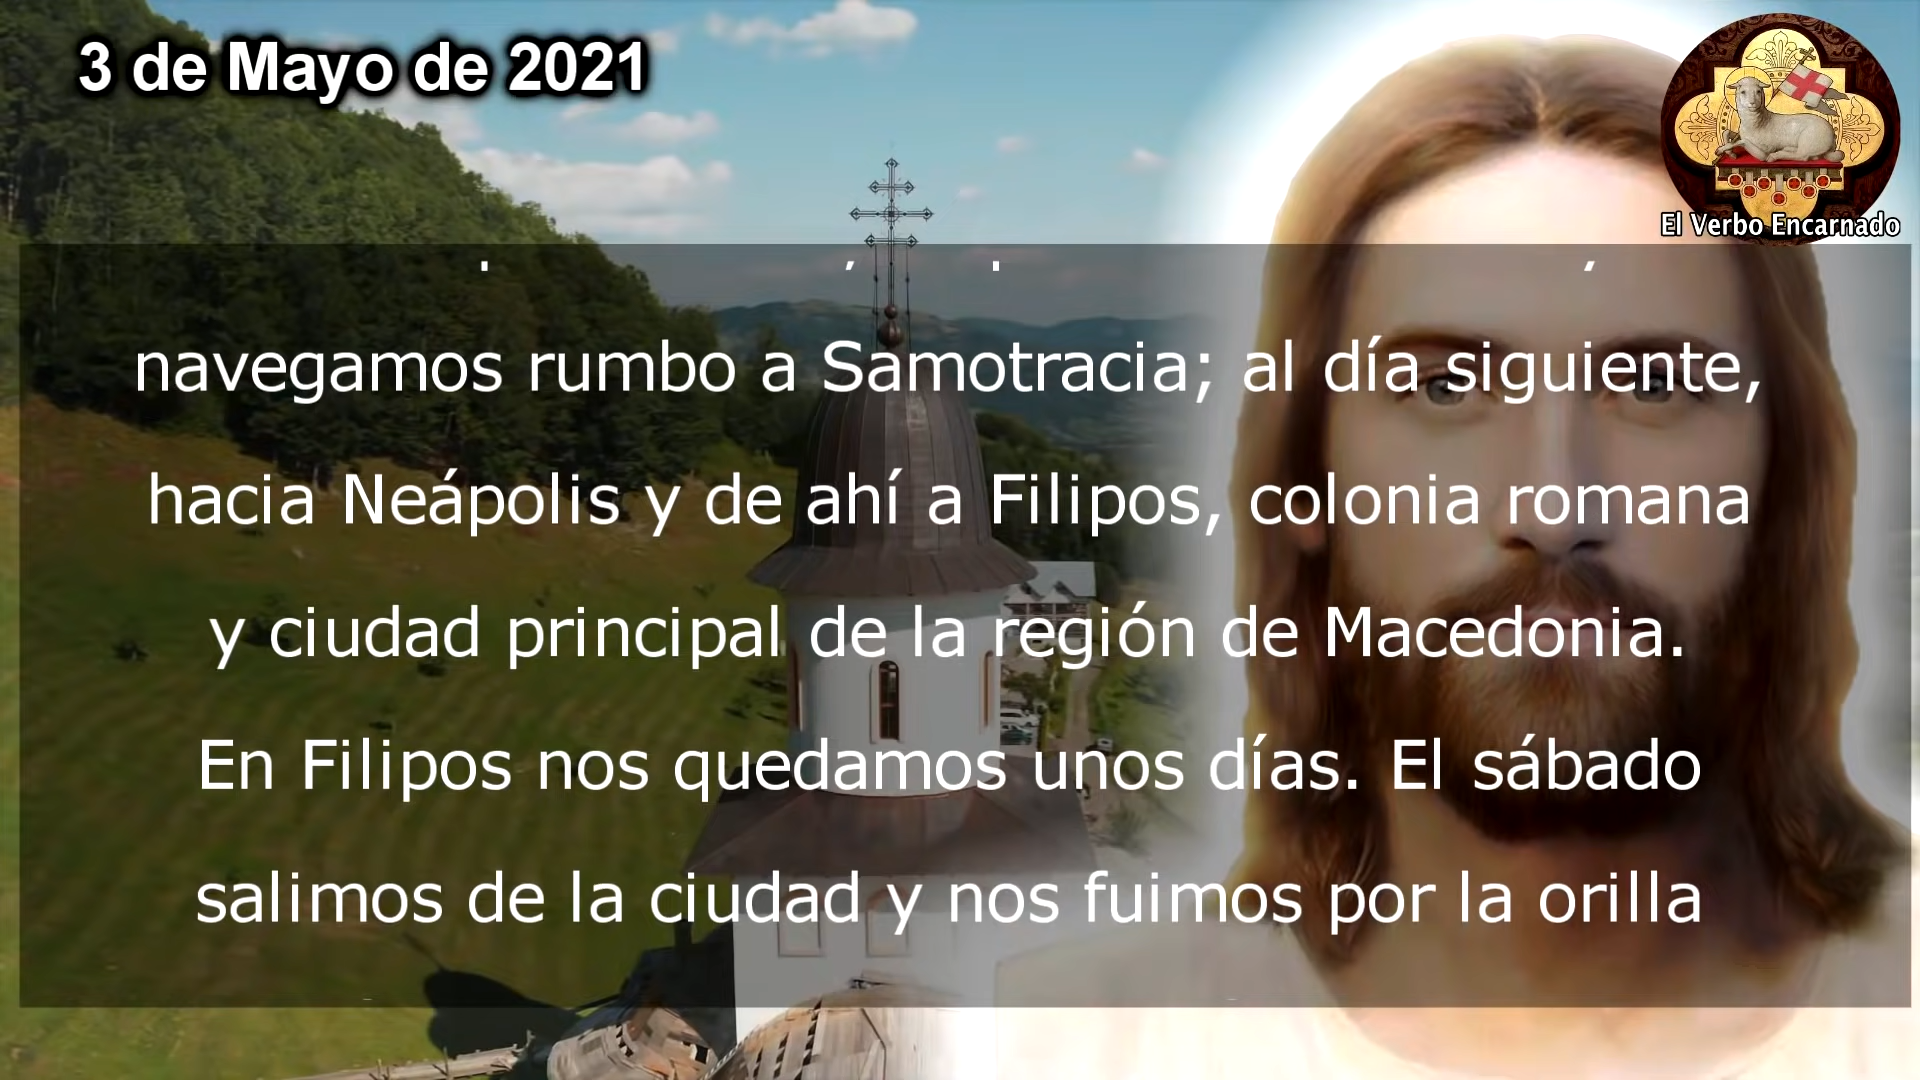 3 de Mayo de 2021
El Verbo Encarnado
navegamos rumbo a Samotracia; al día siguiente,
hacia Neápolis y de ahí a Filipos, colonia romana
y ciudad principal de la región de Macedonia.
En Filipos nos quedamos unos días. El sábado
salimos de la ciudad y nos fuimos por la orilla